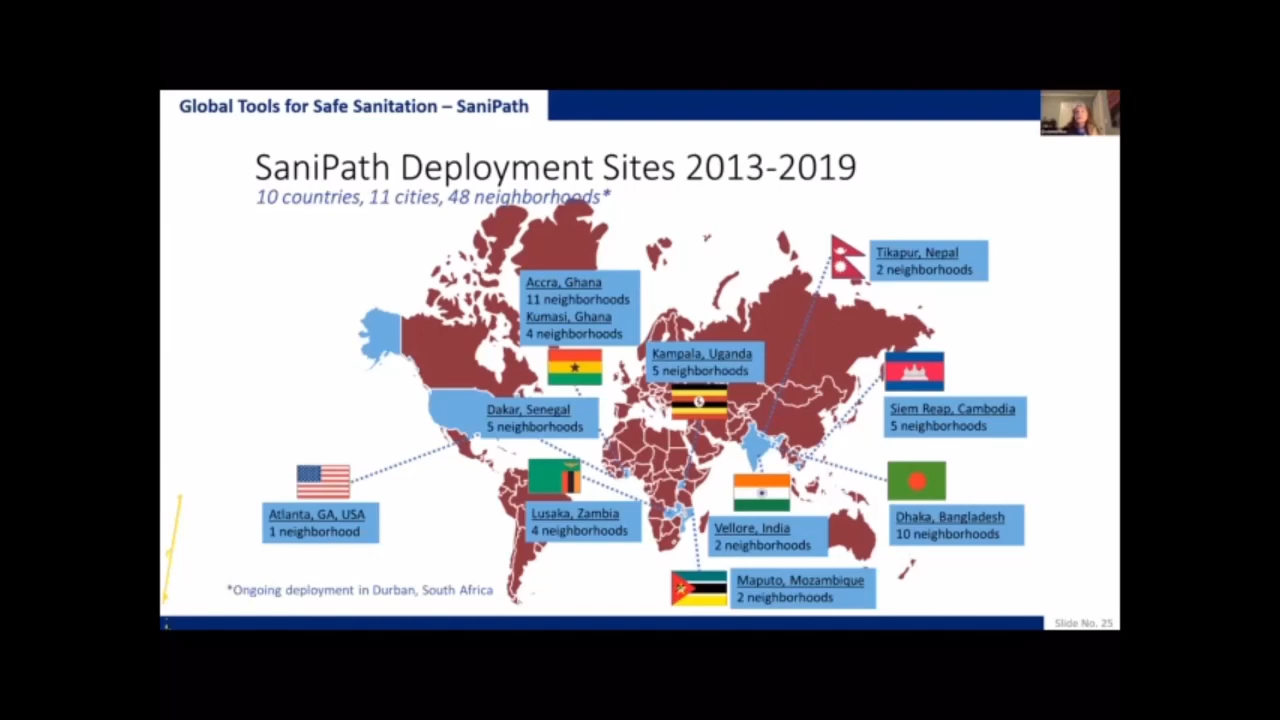 Global Tools for Safe Sanitation – SaniPath
SaniPath Deployment Sites 2013-2019
10 countries, 11 cities, 48 neighborhoods*
Tikapur, Nepal
2 neighborhoods
Accra, Ghana
11 neighborhoods
Kumasi, Ghana
4 neighborhoods
Kampala, Uganda
5 neighborhoods
Dakar, Senegal
5 neighborhoods
Siem Reap, Cambodia
5 neighborhoods
Atlanta, GA, USA
1 neighborhood
Lusaka, Zambia
4 neighborhoods
Vellore, India
2 neighborhoods
Dhaka, Bangladesh
10 neighborhoods
Maputo, Mozambique
2 neighborhoods
*Ongoing deployment in Durban, South Africa
Slide No. 25